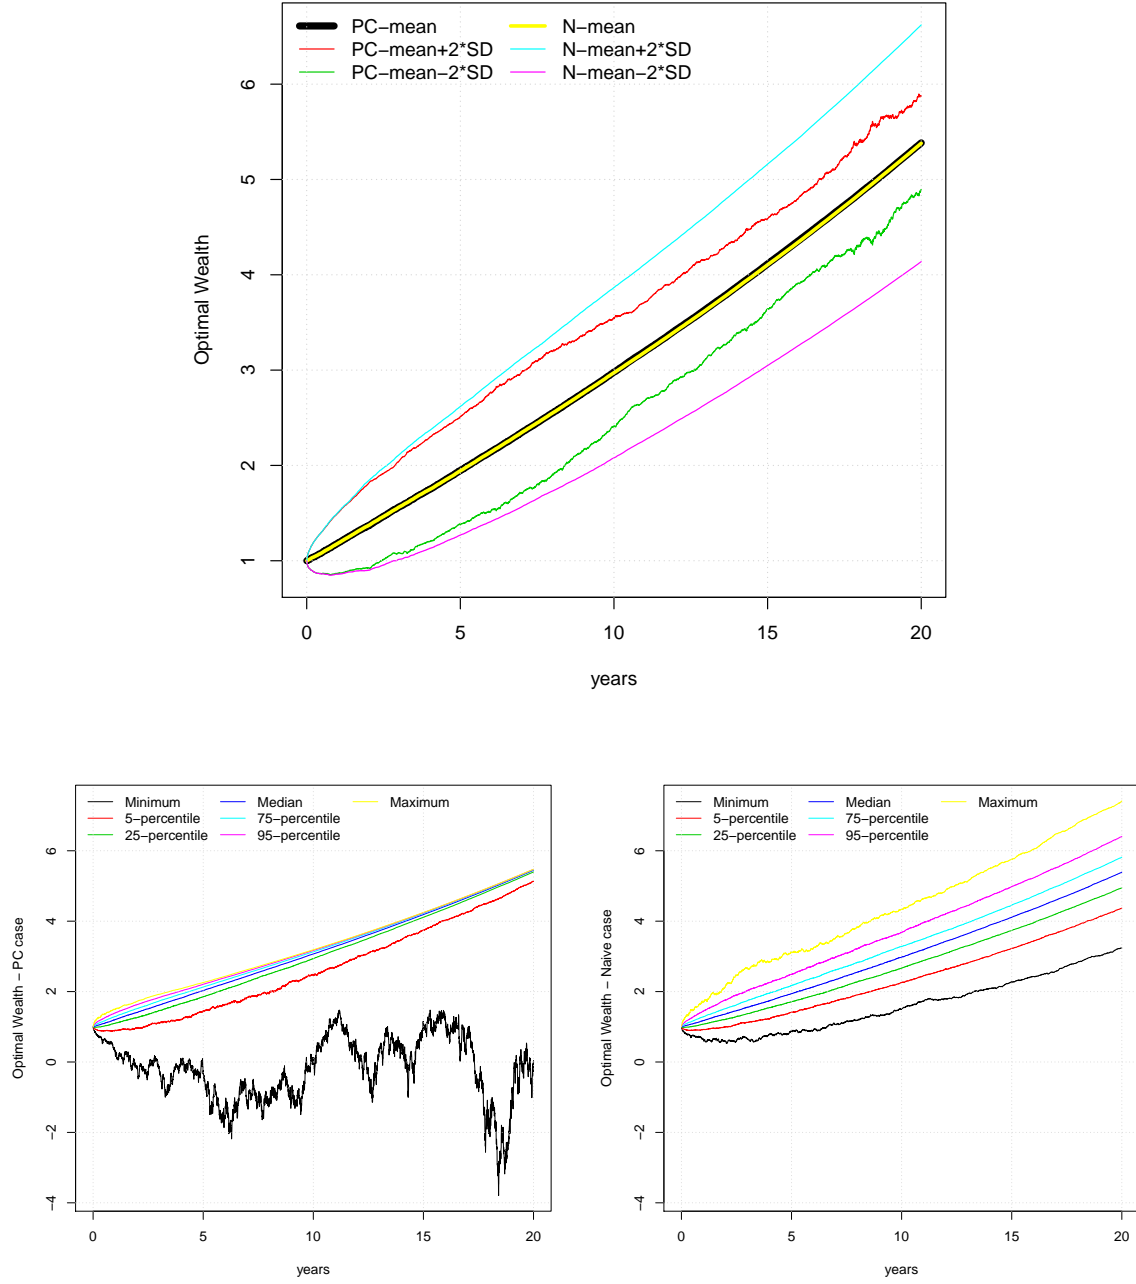 PC−mean N−mean
PC−mean+2*SD N−mean+2*SD
PC−mean−2*SD N−mean−2*SD
6
5
4
3
2
1
Optimal Wealth
0 5 10 15 20
years
Minimum Median Maximum
5−percentile 75−percentile
25−percentile 95−percentile
6
4
2
0
−2
−4
Optimal Wealth − PC case
0 5 10 15 20
years
Minimum Median Maximum
5−percentile 75−percentile
25−percentile 95−percentile
6
4
2
0
−2
−4
Optimal Wealth − Naive case
0 5 10 15 20
years